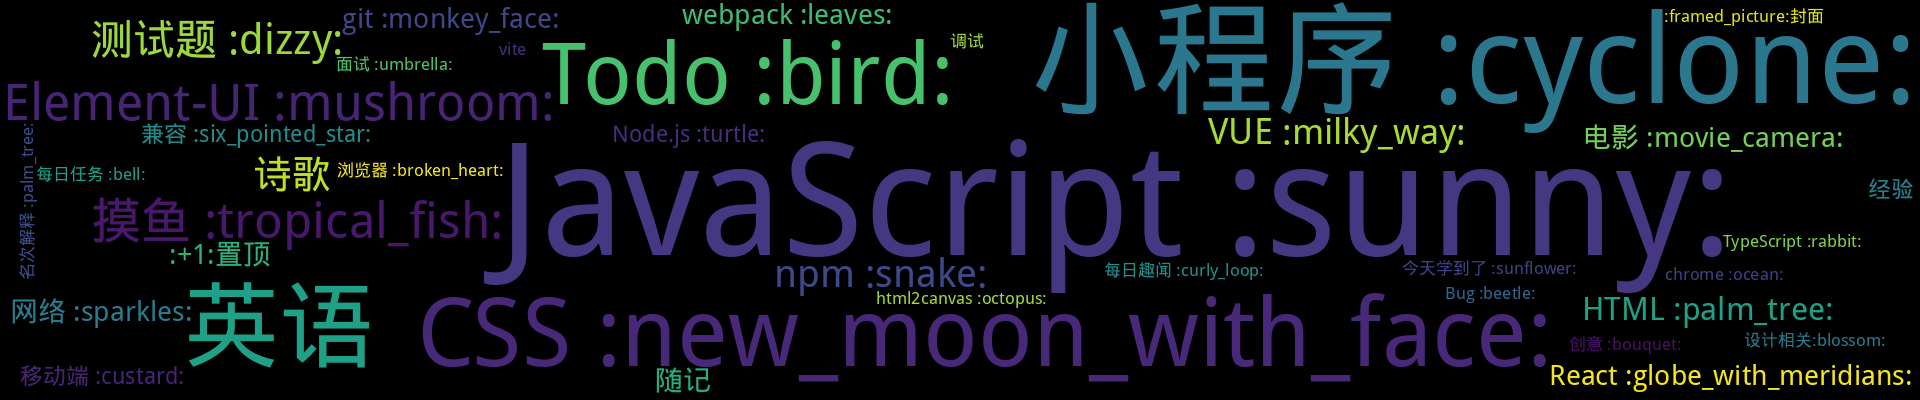 测试题 :dizzy:
git :monkey_face:
webpack :leaves:
小程序 :cyclone:
:framed_picture:封面
vite
面试 :umbrella:
Todo :bird:
调试
Element-UI :mushroom:
兼容 :six_pointed_star:
Node.js :turtle:
VUE :milky_way:
电影 :movie_camera:
名次解释 :palm_tree:
每日任务 :bell:
诗歌
浏览器 :broken_heart:
JavaScript :sunny:
经验
摸鱼 :tropical_fish:
:+1:置顶
TypeScript :rabbit:
npm :snake:
每日趣闻 :curly_loop:
今天学到了 :sunflower:
chrome :ocean:
网络 :sparkles:
英语
html2canvas :octopus:
Bug :beetle:
HTML :palm_tree:
CSS :new_moon_with_face:
创意 :bouquet:
设计相关:blossom:
移动端 :custard:
随记
React :globe_with_meridians: